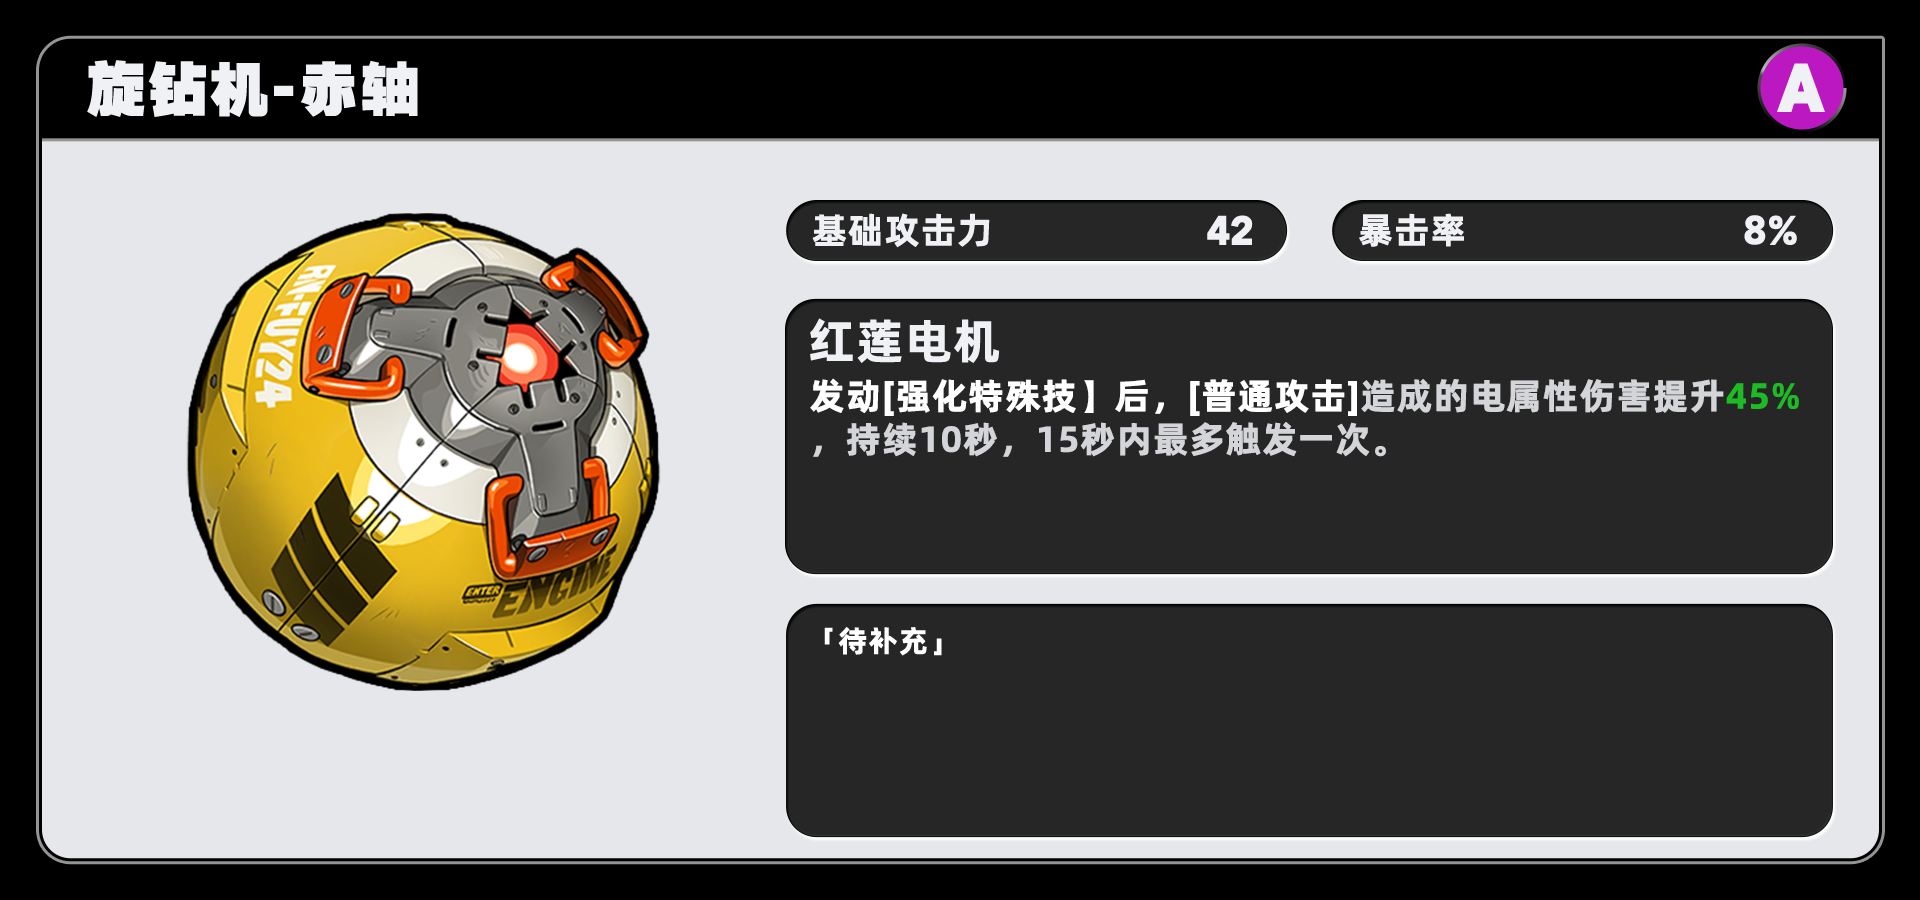 旋钻机-赤轴
A
基础攻击力 42
暴击率 8%
红莲电机
发动[强化特殊技】后，[普通攻击]造成的电属性伤害提升45%
，持续10秒，15秒内最多触发一次。
「待补充」
RM-FUY24
ENTER
ENGINE